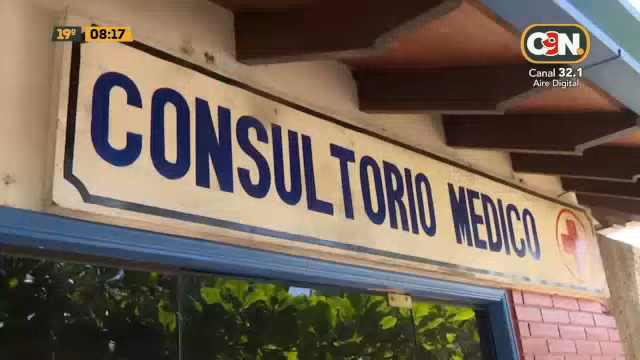 19º 08:17
C9N
Canal 32.1
Aire Digital
CONSULTORIO MEDICO